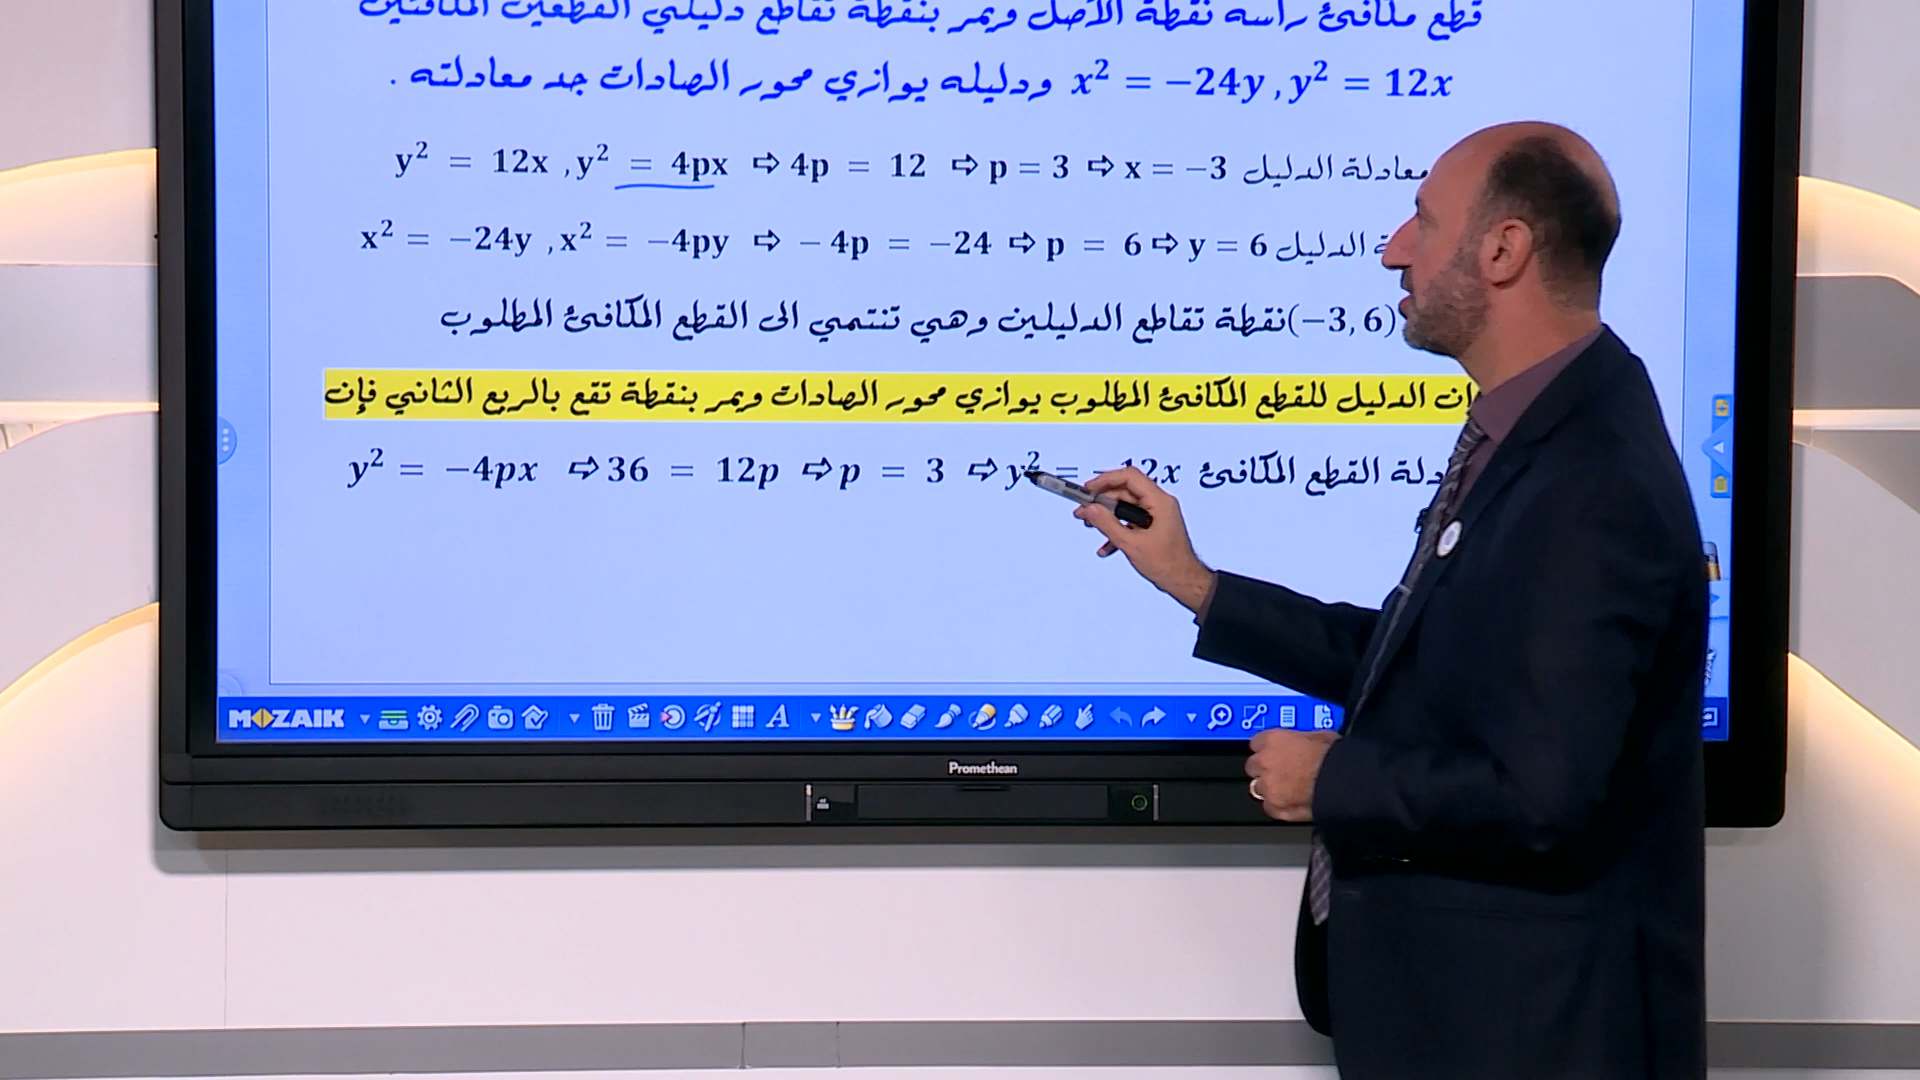 قطع مكافئ رأسه نقطة الأصل ويمر بنقطة تقاطع دليلي القطعين المكافئين
x² = −24y , y² = 12x ودليله يوازي محور الصادات جد معادلته .
y² = 12x , y² = 4px ⇨ 4p = 12 ⇨ p = 3 ⇨ x = −3 معادلة الدليل
x² = −24y , x² = −4py ⇨ − 4p = −24 ⇨ p = 6 ⇨ y = 6 الدليل
(−3, 6) نقطة تقاطع الدليلين وهي تنتمي الى القطع المكافئ المطلوب
إن الدليل للقطع المكافئ المطلوب يوازي محور الصادات ويمر بنقطة تقع بالربع الثاني فإن
y² = −4px ⇨ 36 = 12p ⇨ p = 3 ⇨ y² = −12x القطع المكافئ
MOZAIK
A
Promethean